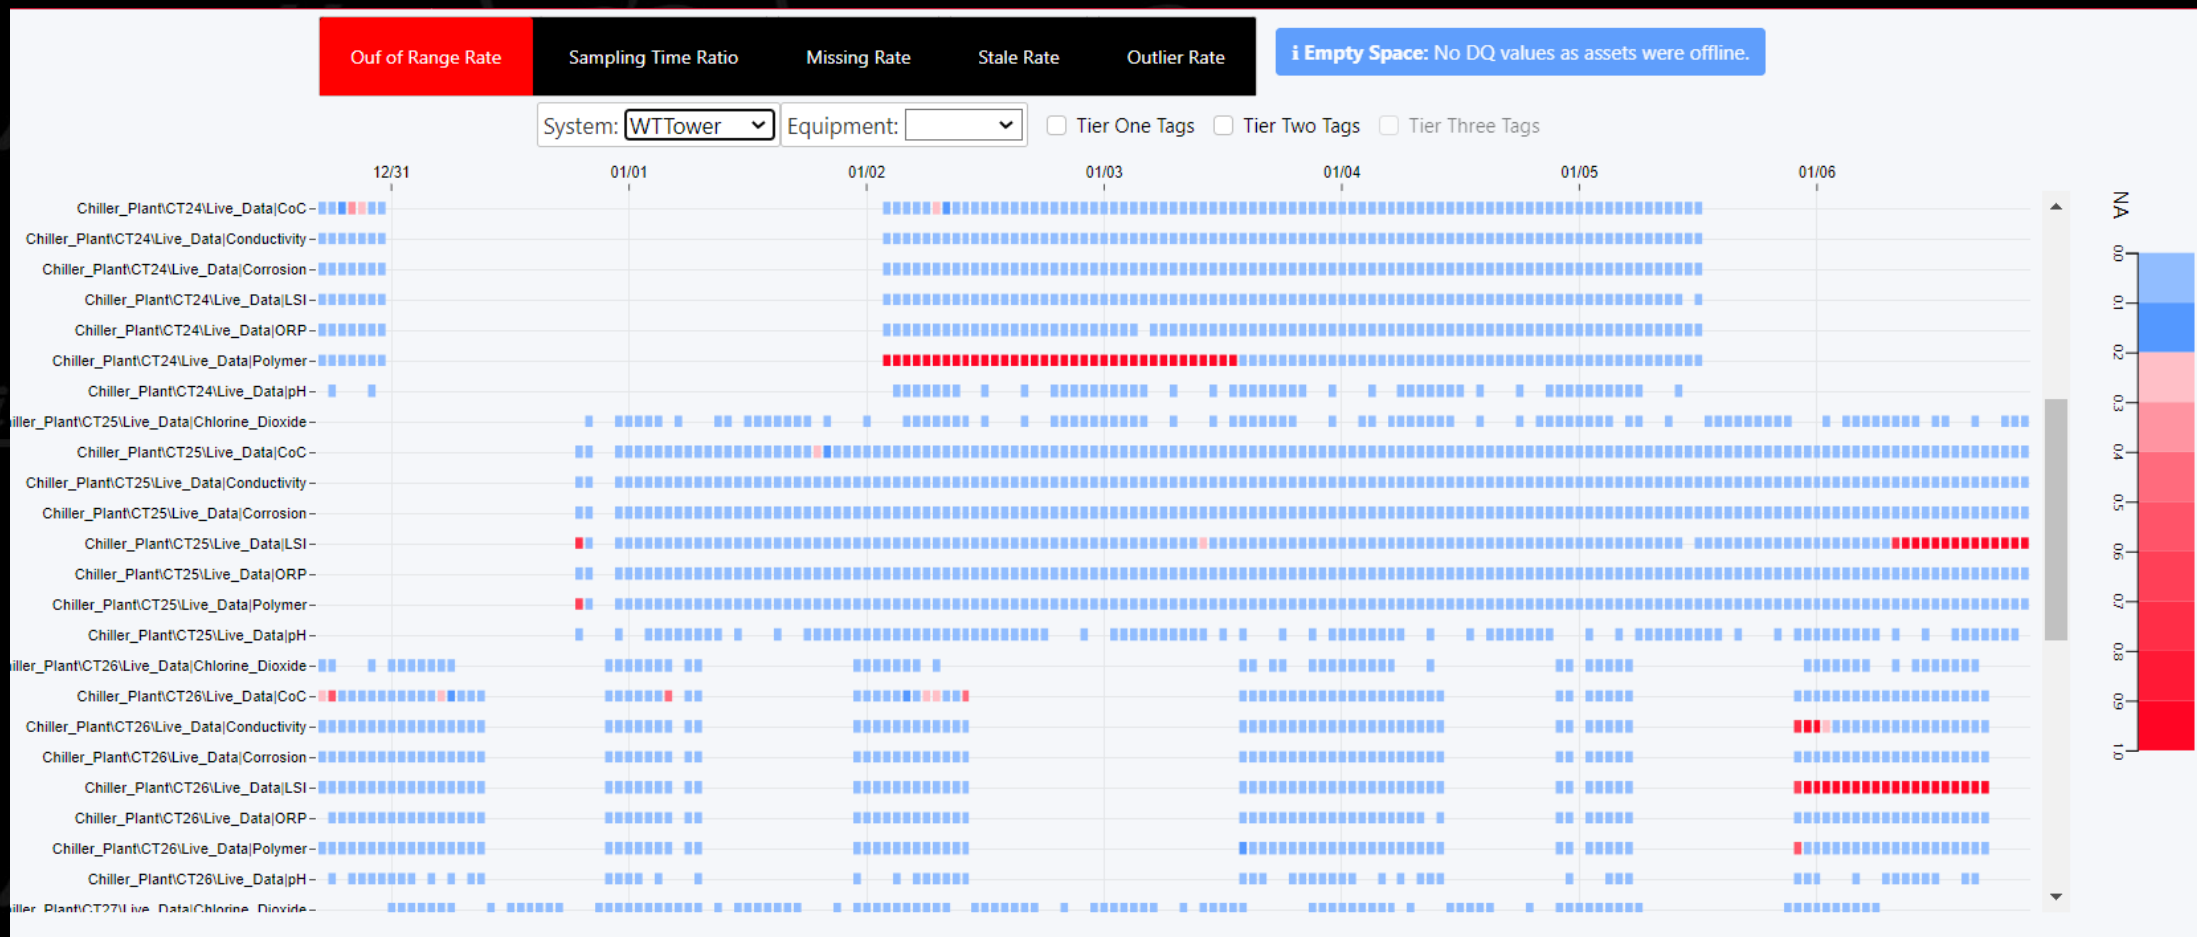 Ouf of Range Rate Sampling Time Ratio Missing Rate Stale Rate Outlier Rate
i Empty Space: No DQ values as assets were offline.
System: WTTower Equipment: Tier One Tags Tier Two Tags Tier Three Tags
12/31 01/01 01/02 01/03 01/04 01/05 01/06
Chiller_Plant\CT24\Live_Data|CoC
Chiller_Plant\CT24\Live_Data|Conductivity
Chiller_Plant\CT24\Live_Data|Corrosion
Chiller_Plant\CT24\Live_Data|LSI
Chiller_Plant\CT24\Live_Data|ORP
Chiller_Plant\CT24\Live_Data|Polymer
Chiller_Plant\CT24\Live_Data|pH
iller_Plant\CT25\Live_Data|Chlorine_Dioxide
Chiller_Plant\CT25\Live_Data|CoC
Chiller_Plant\CT25\Live_Data|Conductivity
Chiller_Plant\CT25\Live_Data|Corrosion
Chiller_Plant\CT25\Live_Data|LSI
Chiller_Plant\CT25\Live_Data|ORP
Chiller_Plant\CT25\Live_Data|Polymer
Chiller_Plant\CT25\Live_Data|pH
iller_Plant\CT26\Live_Data|Chlorine_Dioxide
Chiller_Plant\CT26\Live_Data|CoC
Chiller_Plant\CT26\Live_Data|Conductivity
Chiller_Plant\CT26\Live_Data|Corrosion
Chiller_Plant\CT26\Live_Data|LSI
Chiller_Plant\CT26\Live_Data|ORP
Chiller_Plant\CT26\Live_Data|Polymer
Chiller_Plant\CT26\Live_Data|pH
iller_Plant\CT27\Live_Data|Chlorine_Dioxide
NA
0.0
0.1
0.2
0.3
0.4
0.5
0.6
0.7
0.8
0.9
1.0